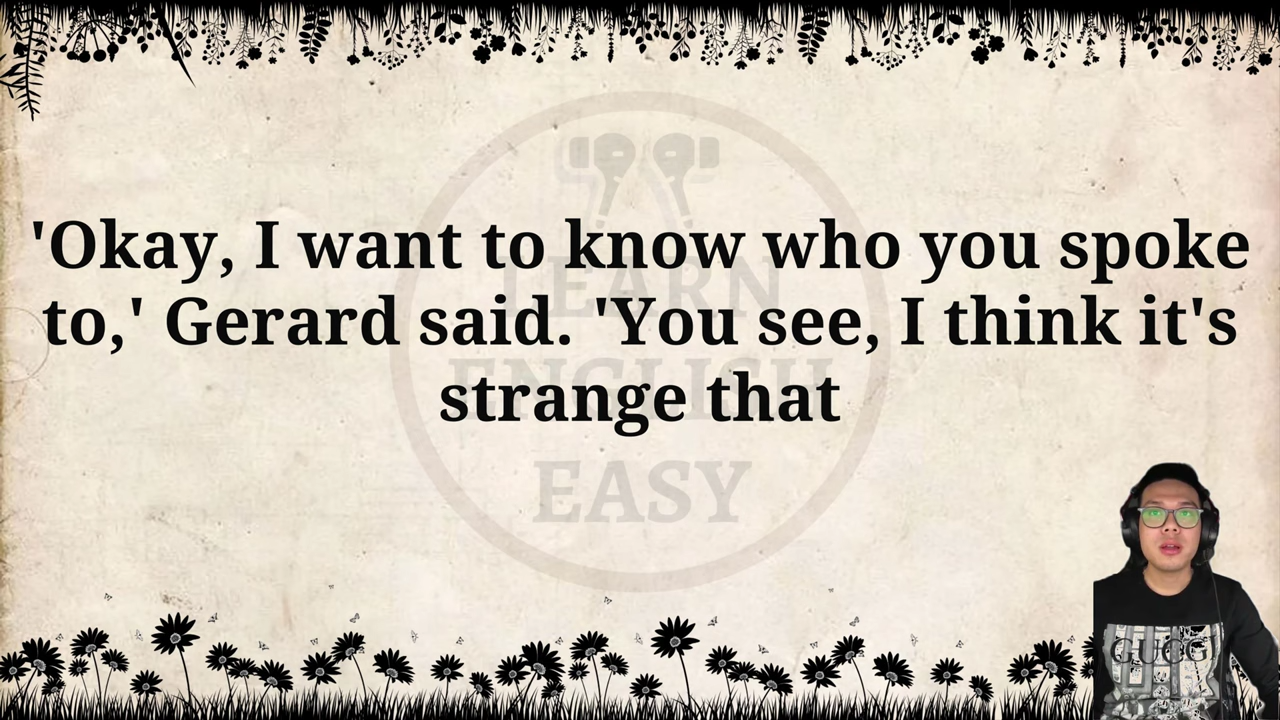 'Okay, I want to know who you spoke
to,' Gerard said. 'You see, I think it's
strange that
LEARN
ENGLISH
EASY
GUCCI